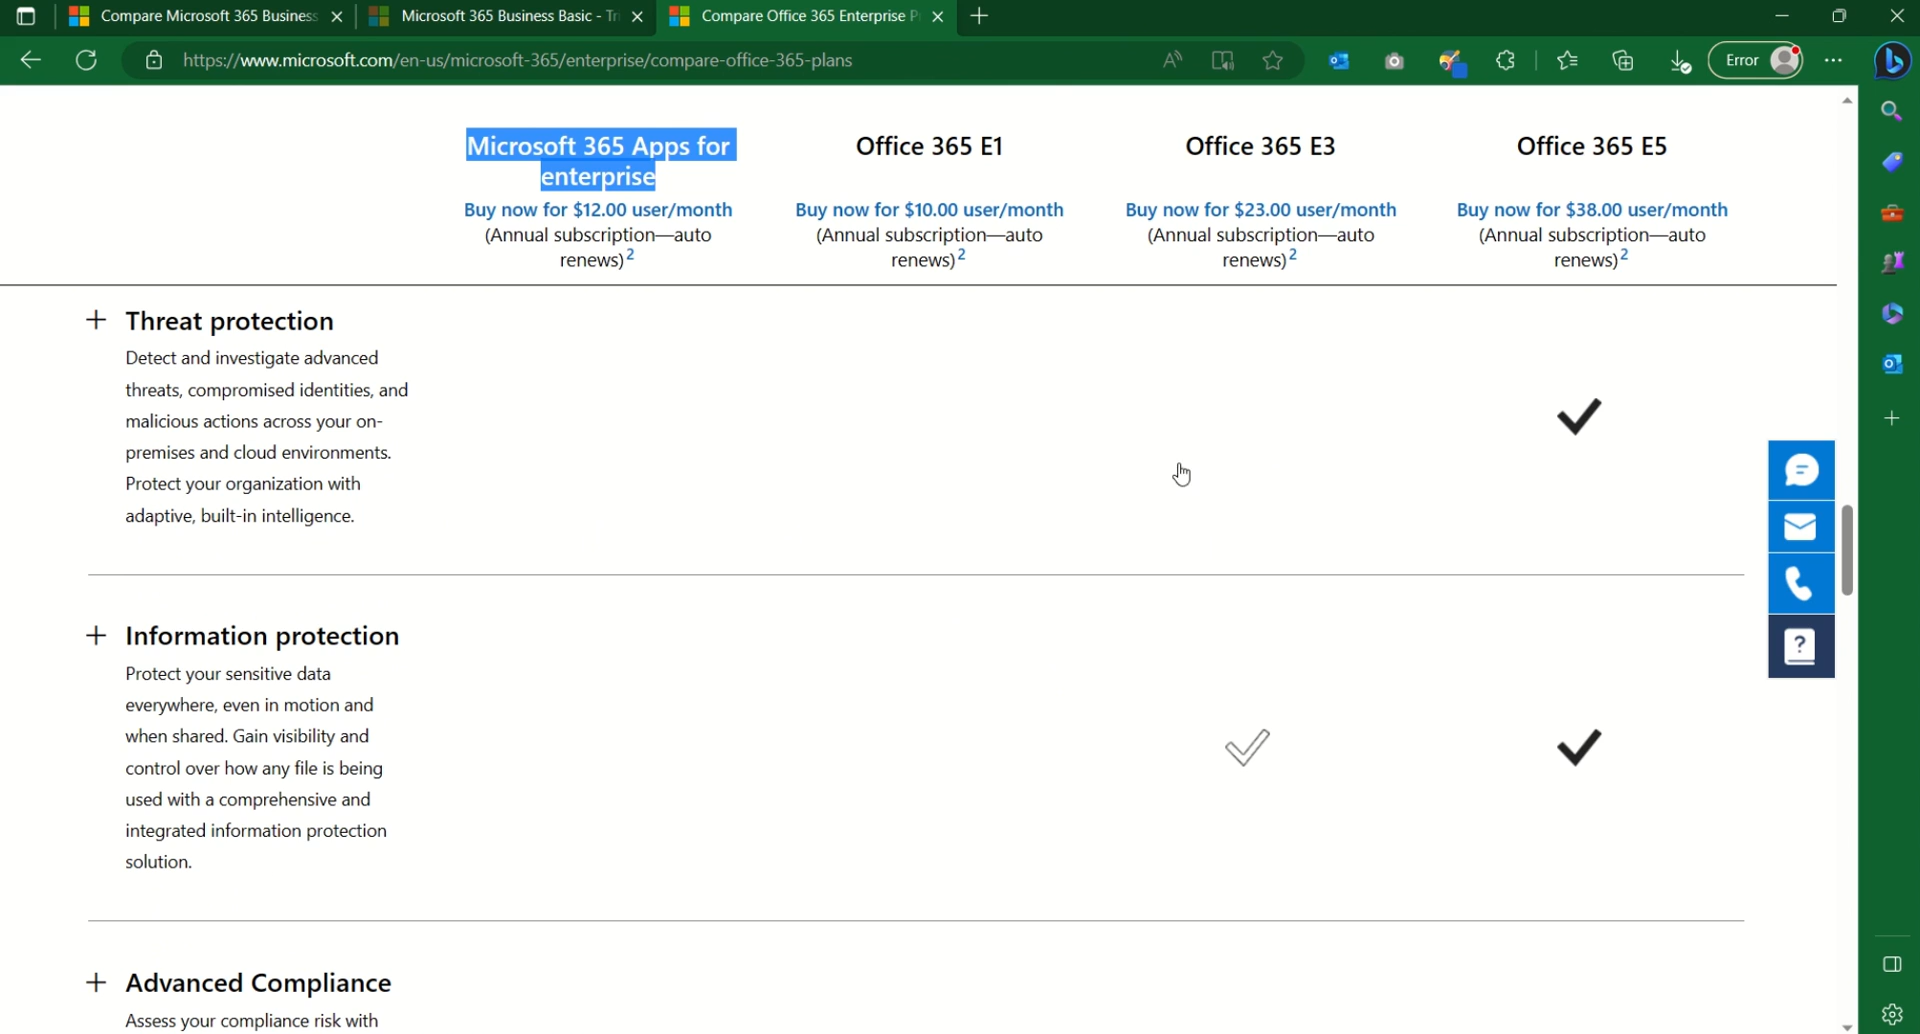 Compare Microsoft 365 Business
Microsoft 365 Business Basic - Tri
Compare Office 365 Enterprise P
https://www.microsoft.com/en-us/microsoft-365/enterprise/compare-office-365-plans
Error
Microsoft 365 Apps for
enterprise
Buy now for $12.00 user/month
(Annual subscription—auto
renews)2
Office 365 E1
Buy now for $10.00 user/month
(Annual subscription—auto
renews)2
Office 365 E3
Buy now for $23.00 user/month
(Annual subscription—auto
renews)2
Office 365 E5
Buy now for $38.00 user/month
(Annual subscription—auto
renews)2
+ Threat protection
Detect and investigate advanced
threats, compromised identities, and
malicious actions across your on-
premises and cloud environments.
Protect your organization with
adaptive, built-in intelligence.
+ Information protection
Protect your sensitive data
everywhere, even in motion and
when shared. Gain visibility and
control over how any file is being
used with a comprehensive and
integrated information protection
solution.
+ Advanced Compliance
Assess your compliance risk with